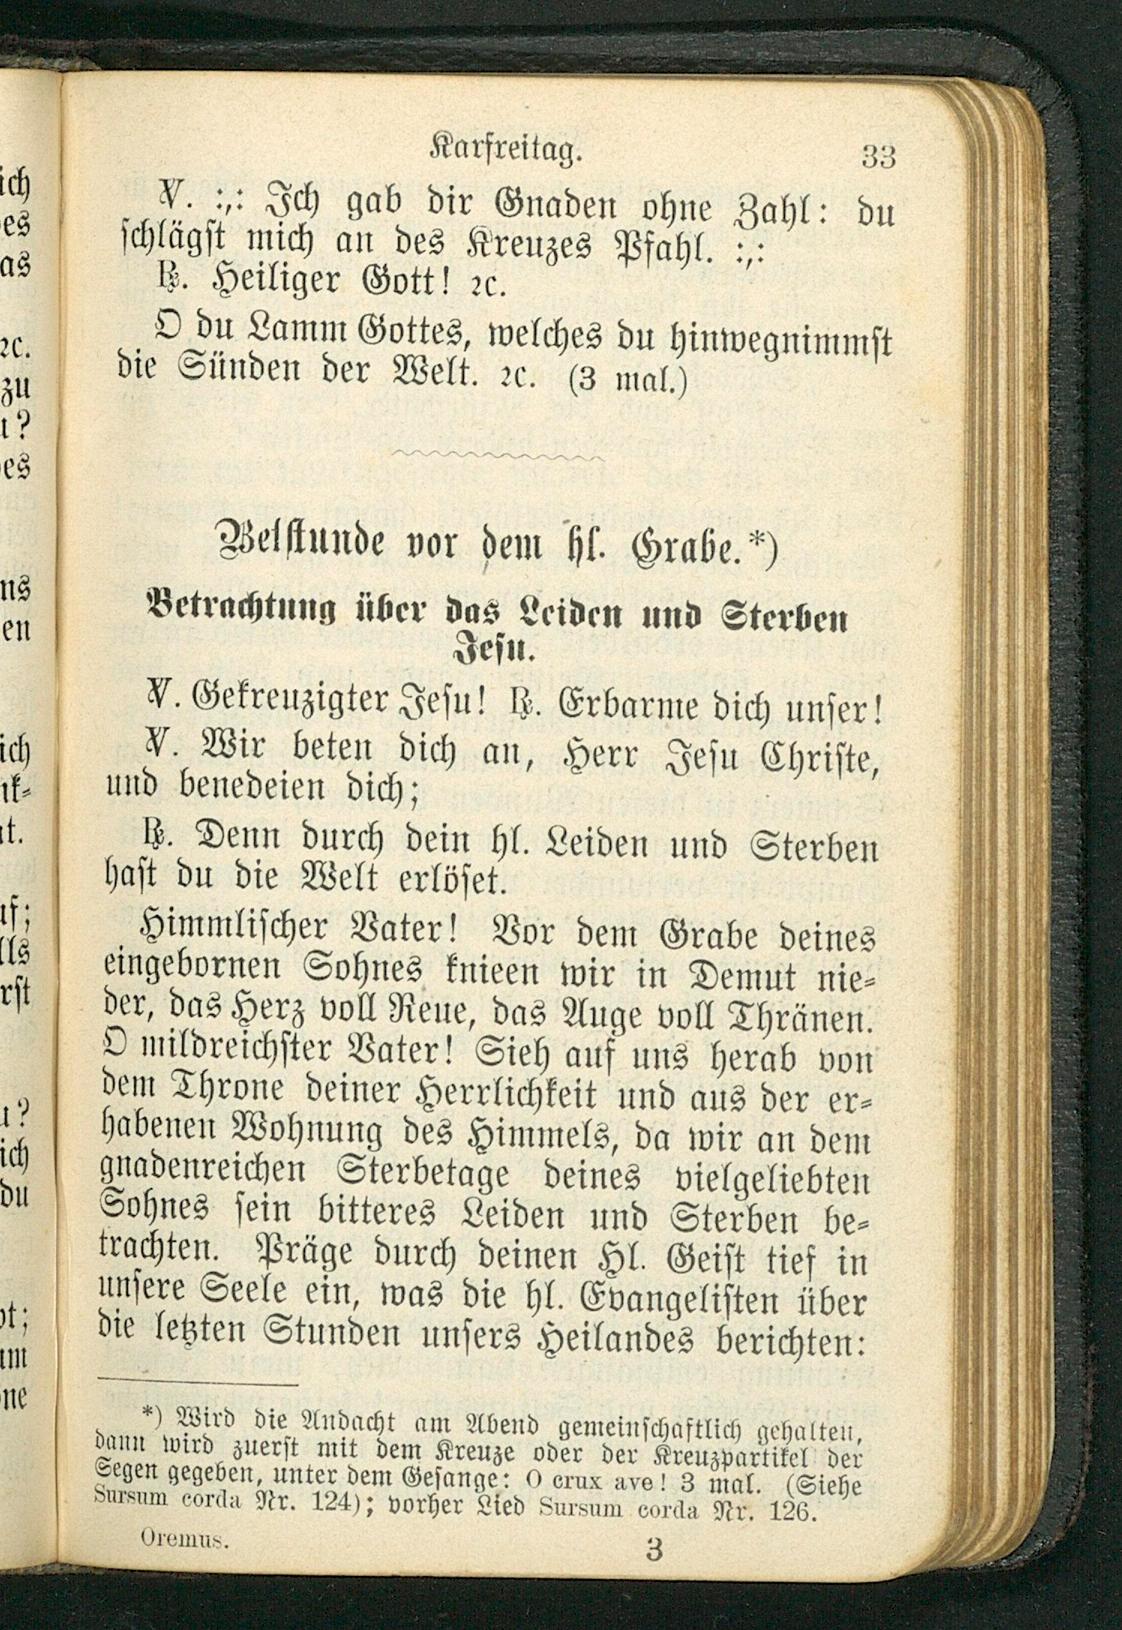 Karfreitag. 33
℣. :,: Ich gab dir Gnaden ohne Zahl: du
schlägst mich an des Kreuzes Pfahl. :,:
℟. Heiliger Gott! ꝛc.
O du Lamm Gottes, welches du hinwegnimmst
die Sünden der Welt. ꝛc. (3 mal.)
Betstunde vor dem hl. Grabe.*)
Betrachtung über das Leiden und Sterben
Jesu.
℣. Gekreuzigter Jesu! ℟. Erbarme dich unser!
℣. Wir beten dich an, Herr Jesu Christe,
und benedeien dich;
℟. Denn durch dein hl. Leiden und Sterben
hast du die Welt erlöset.
Himmlischer Vater! Vor dem Grabe deines
eingebornen Sohnes knieen wir in Demut nie-
der, das Herz voll Reue, das Auge voll Thränen.
O mildreichster Vater! Sieh auf uns herab von
dem Throne deiner Herrlichkeit und aus der er-
habenen Wohnung des Himmels, da wir an dem
gnadenreichen Sterbetage deines vielgeliebten
Sohnes sein bitteres Leiden und Sterben be-
trachten. Präge durch deinen Hl. Geist tief in
unsere Seele ein, was die hl. Evangelisten über
die letzten Stunden unsers Heilandes berichten:
*) Wird die Andacht am Abend gemeinschaftlich gehalten,
dann wird zuerst mit dem Kreuze oder der Kreuzpartikel der
Segen gegeben, unter dem Gesange: O crux ave! 3 mal. (Siehe
Sursum corda Nr. 124); vorher Lied Sursum corda Nr. 126.
Oremus. 3